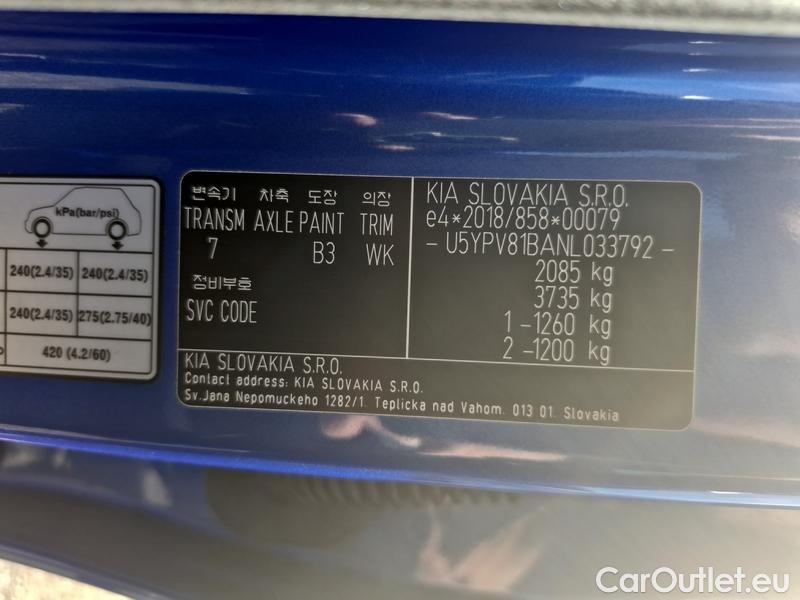 kPa(bar/psi)
240(2.4/35) 240(2.4/35)
240(2.4/35) 275(2.75/40)
420 (4.2/60)
변속기 차축 도장 의장
TRANSM AXLE PAINT TRIM
7 B3 WK
정비부호
SVC CODE
KIA SLOVAKIA S.R.O.
e4*2018/858*00079
- U5YPV81BANL033792 -
2085 kg
3735 kg
1 -1260 kg
2 -1200 kg
KIA SLOVAKIA S.R.O.
Contact address: KIA SLOVAKIA S.R.O.
Sv.Jana Nepomuckeho 1282/1. Teplicka nad Vahom. 013 01. Slovakia
CarOutlet.eu